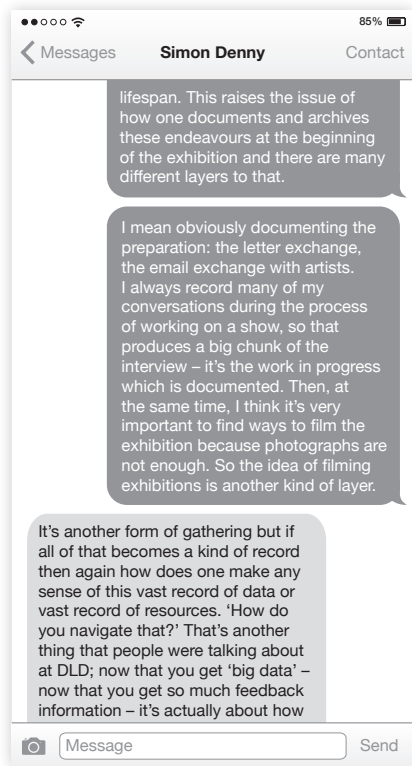 85%
Messages Simon Denny Contact
lifespan. This raises the issue of
how one documents and archives
these endeavours at the beginning
of the exhibition and there are many
different layers to that.
I mean obviously documenting the
preparation: the letter exchange,
the email exchange with artists.
I always record many of my
conversations during the process
of working on a show, so that
produces a big chunk of the
interview – it’s the work in progress
which is documented. Then, at
the same time, I think it’s very
important to find ways to film the
exhibition because photographs are
not enough. So the idea of filming
exhibitions is another kind of layer.
It’s another form of gathering but if
all of that becomes a kind of record
then again how does one make any
sense of this vast record of data or
vast record of resources. ‘How do
you navigate that?’ That’s another
thing that people were talking about
at DLD; now that you get ‘big data’ –
now that you get so much feedback
information – it’s actually about how
Message Send